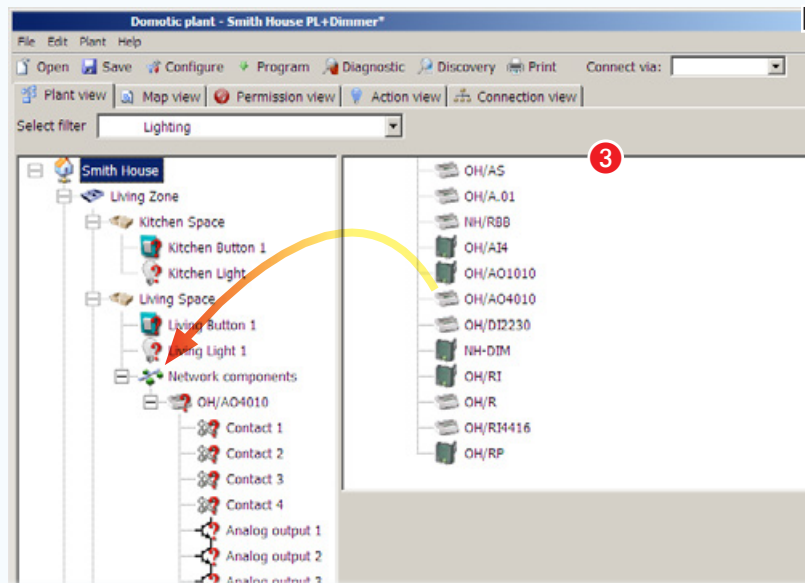 Domotic plant - Smith House PL+Dimmer*
File Edit Plant Help
Open Save Configure Program Diagnostic Discovery Print Connect via:
Plant view Map view Permission view Action view Connection view
Select filter Lighting
3
Smith House
Living Zone
Kitchen Space
Kitchen Button 1
Kitchen Light
Living Space
Living Button 1
Living Light 1
Network components
OH/AO4010
Contact 1
Contact 2
Contact 3
Contact 4
Analog output 1
Analog output 2
Analog output 3
OH/AS
OH/A.01
NH/RBB
OH/AI4
OH/AO1010
OH/AO4010
OH/DI2230
NH-DIM
OH/RI
OH/R
OH/RI4416
OH/RP